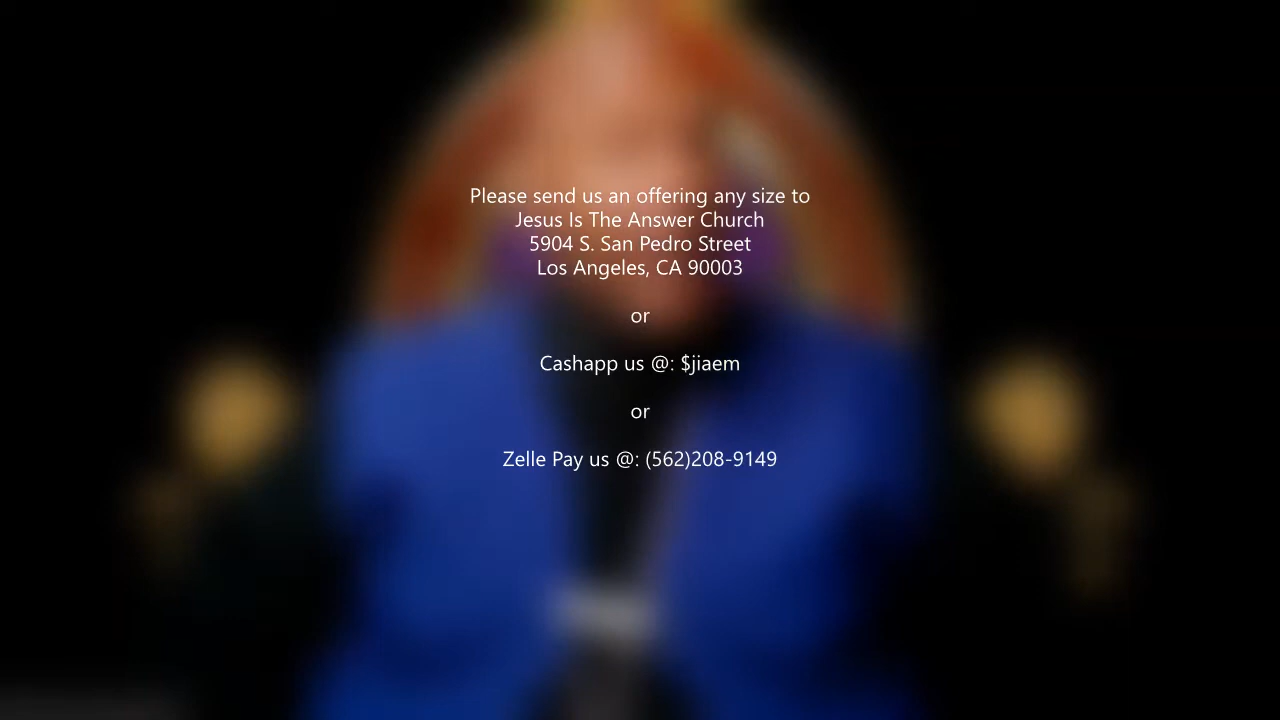 Please send us an offering any size to
Jesus Is The Answer Church
5904 S. San Pedro Street
Los Angeles, CA 90003
or
Cashapp us @: $jiaem
or
Zelle Pay us @: (562)208-9149